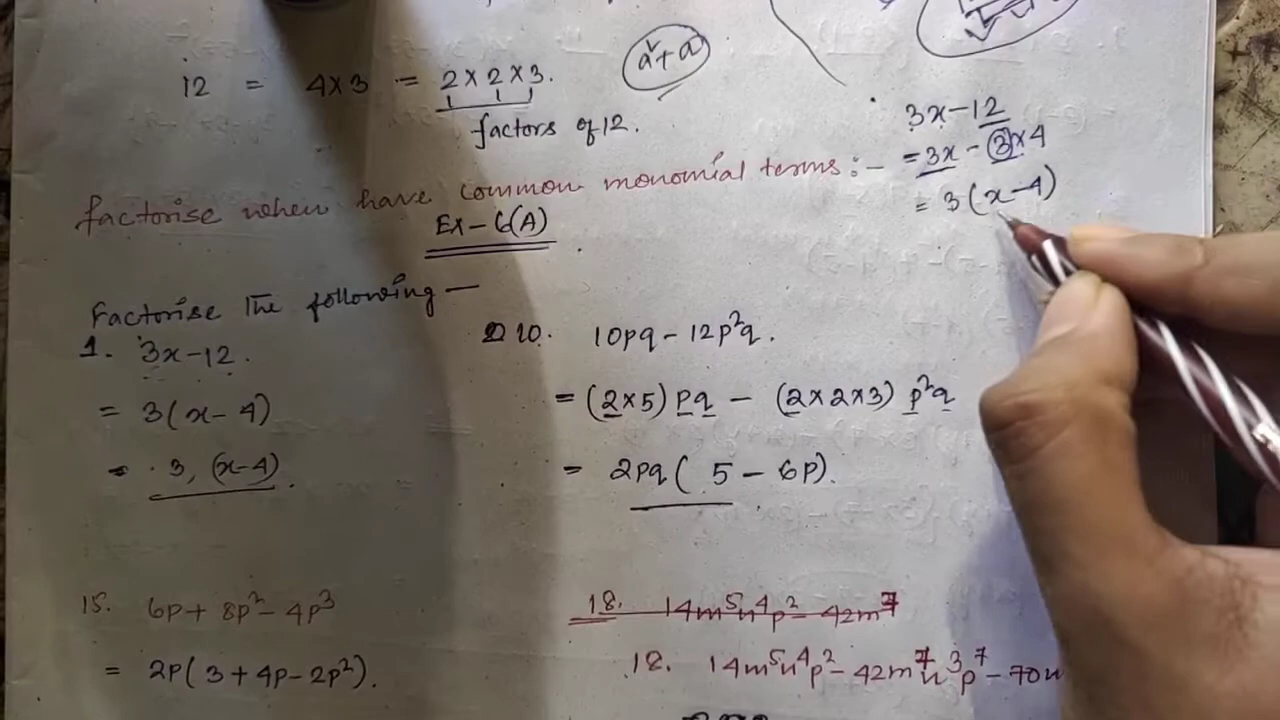 a²+a
12 = 4×3 = 2×2×3.
factors of 12.
3x-12
= 3x - 3×4
= 3(x-4)
factorise when have common monomial terms:-
Ex-6(A)
Factorise The following —
1. 3x-12.
= 3(x-4)
= 3, (x-4).
10. 10pq - 12p²q.
= (2×5)pq - (2×2×3) p²q
= 2pq( 5 - 6p).
15. 6p+ 8p²- 4p³
= 2p(3+4p-2p²).
18. 14m⁵n⁴p² - 42m⁷
18. 14m⁵n⁴p² - 42m⁷n³p⁷ - 70n